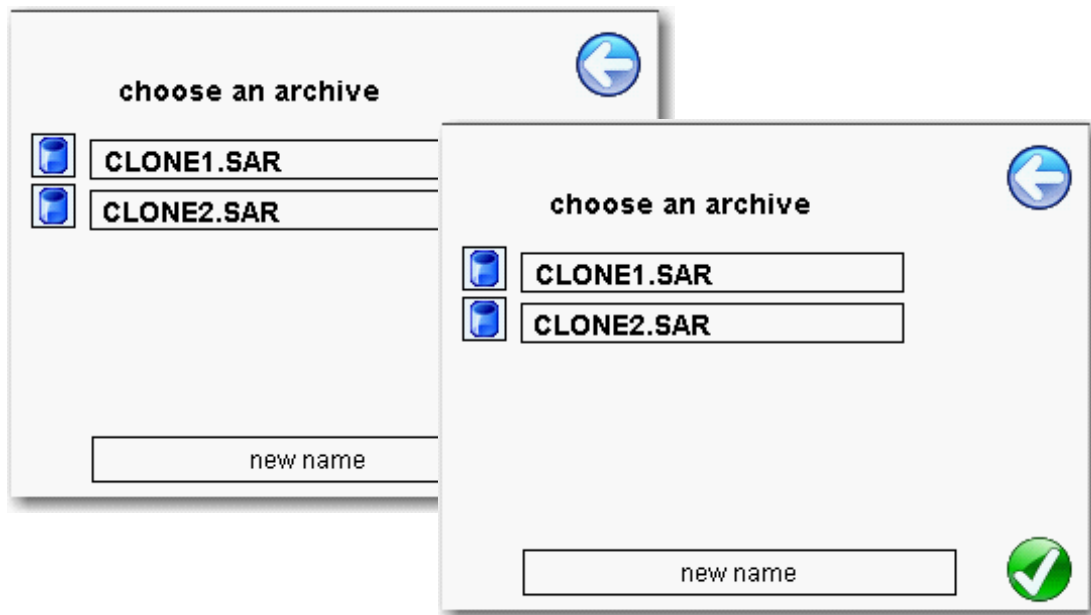 choose an archive
CLONE1.SAR
CLONE2.SAR
new name
choose an archive
CLONE1.SAR
CLONE2.SAR
new name